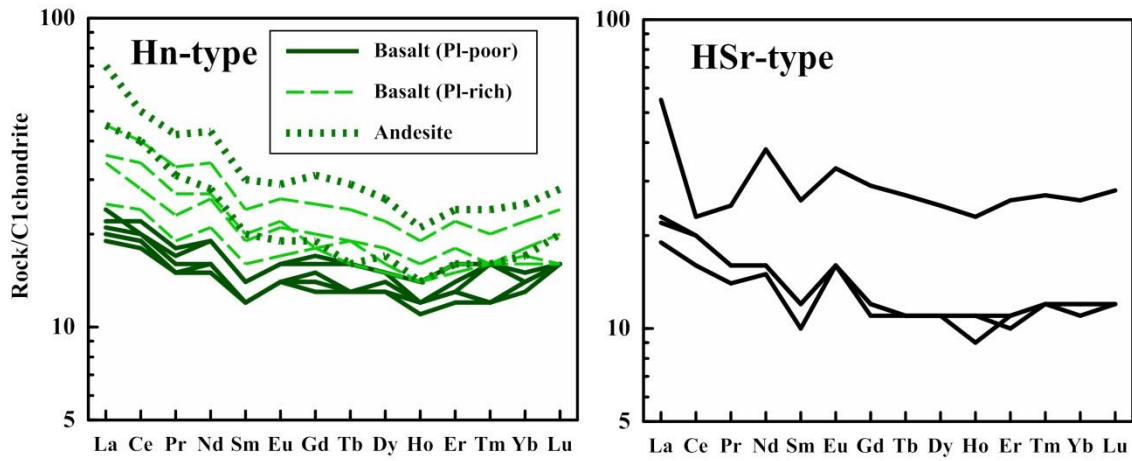 100
10
5
Rock/C1chondrite
Hn-type
Basalt (Pl-poor)
Basalt (Pl-rich)
Andesite
La Ce Pr Nd Sm Eu Gd Tb Dy Ho Er Tm Yb Lu
100
10
5
HSr-type
La Ce Pr Nd Sm Eu Gd Tb Dy Ho Er Tm Yb Lu